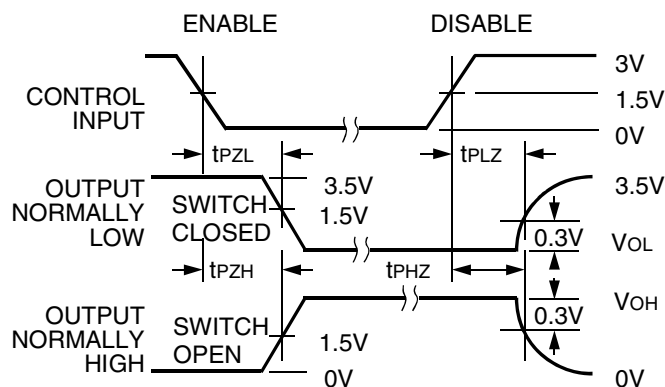 ENABLE DISABLE
CONTROL
INPUT
3V
1.5V
0V
tPZL tPLZ
OUTPUT
NORMALLY
LOW
SWITCH
CLOSED
3.5V
1.5V
3.5V
0.3V
VOL
tPZH tPHZ
OUTPUT
NORMALLY
HIGH
SWITCH
OPEN
1.5V
0V
VOH
0.3V
0V